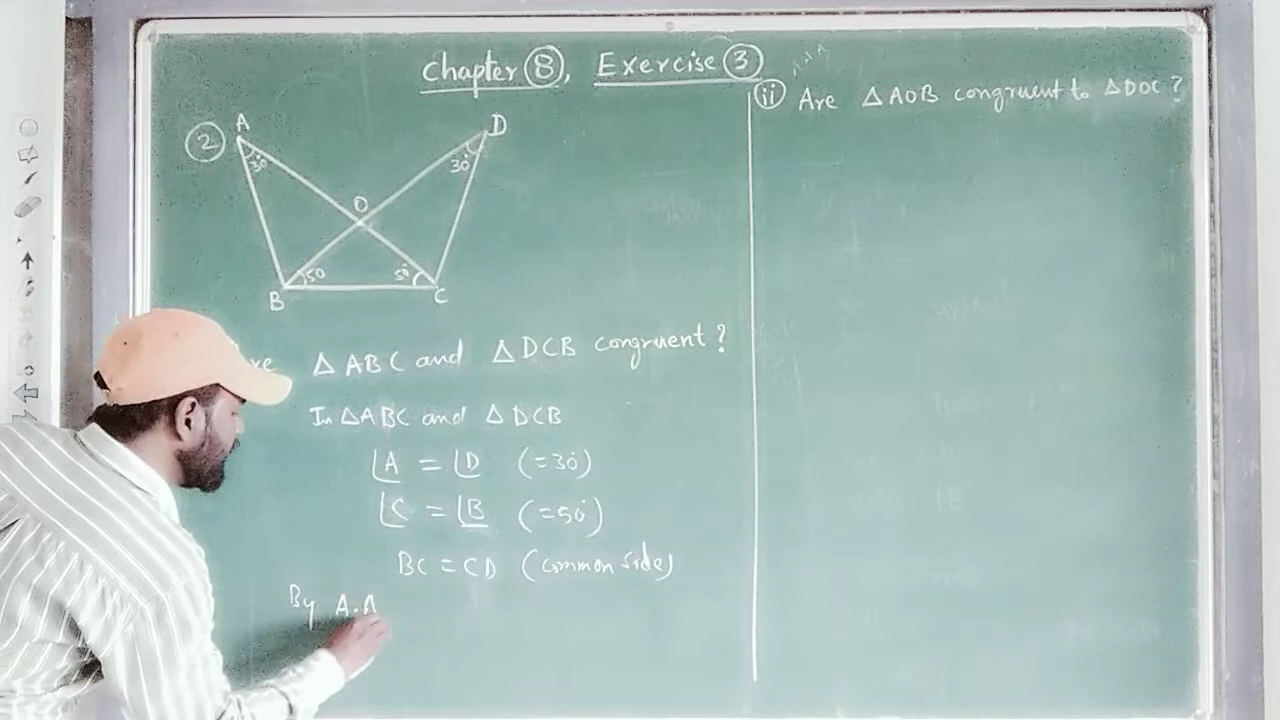 Chapter 8, Exercise 3
2
A
D
30°
30°
O
50
50°
B
C
△ ABC and △ DCB congruent?
In △ABC and △ DCB
∠A = ∠D (=30°)
∠C = ∠B (=50°)
BC = CD (common side)
By A.A
ii Are △ AOB congruent to △DOC ?